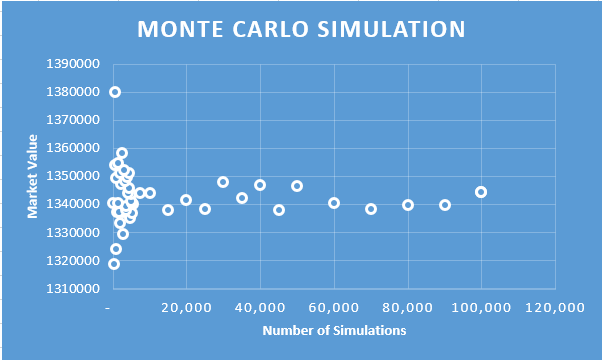 MONTE CARLO SIMULATION
1390000
1380000
1370000
1360000
1350000
1340000
1330000
1320000
1310000
Market Value
- 20,000 40,000 60,000 80,000 100,000 120,000
Number of Simulations